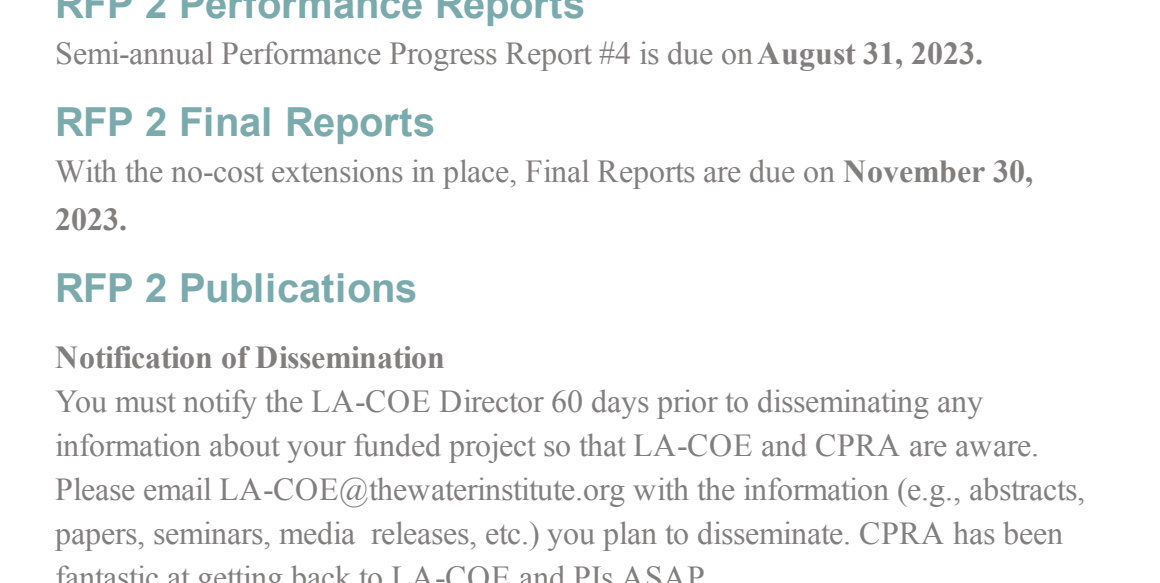 RFP 2 Performance Reports
Semi-annual Performance Progress Report #4 is due on August 31, 2023.
RFP 2 Final Reports
With the no-cost extensions in place, Final Reports are due on November 30,
2023.
RFP 2 Publications
Notification of Dissemination
You must notify the LA-COE Director 60 days prior to disseminating any
information about your funded project so that LA-COE and CPRA are aware.
Please email LA-COE@thewaterinstitute.org with the information (e.g., abstracts,
papers, seminars, media  releases, etc.) you plan to disseminate. CPRA has been
fantastic at getting back to LA-COE and PIs ASAP.